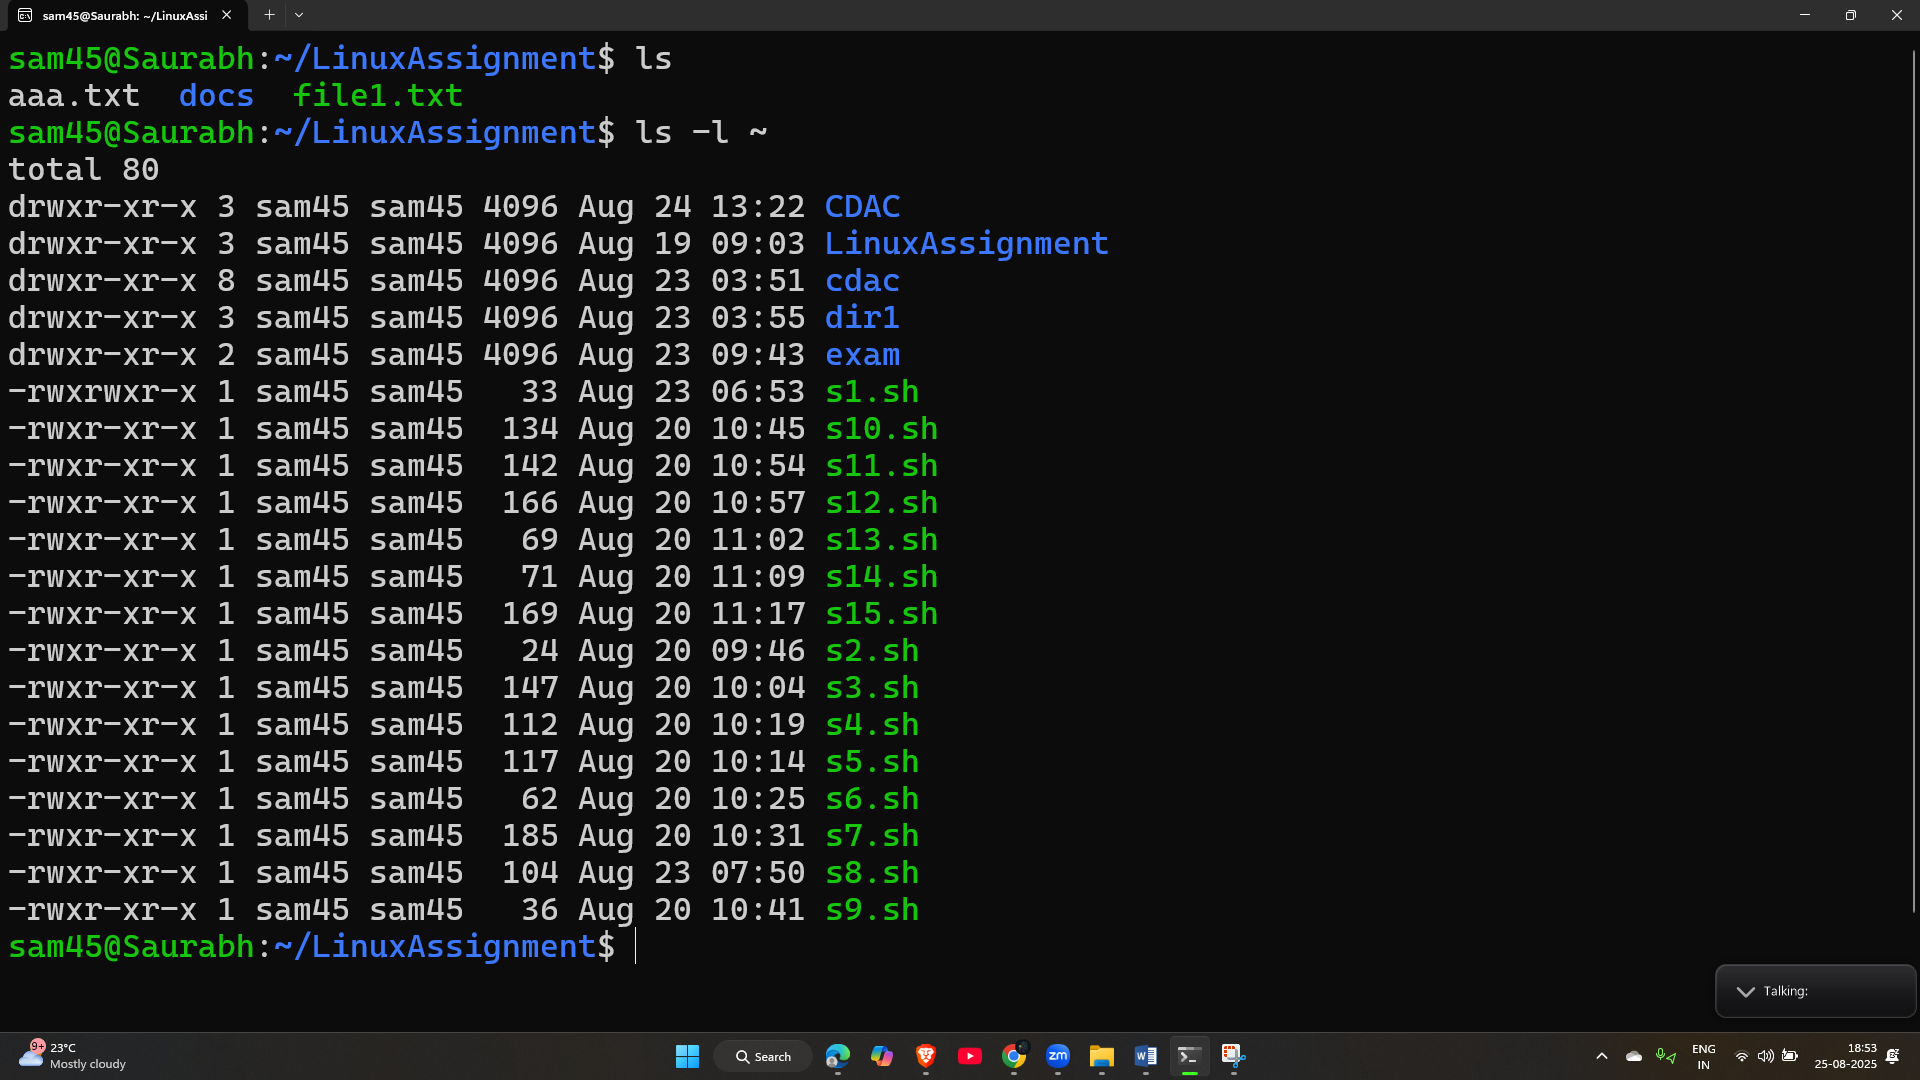 sam45@Saurabh: ~/LinuxAssi
sam45@Saurabh:~/LinuxAssignment$ ls
aaa.txt  docs  file1.txt
sam45@Saurabh:~/LinuxAssignment$ ls -l ~
total 80
drwxr-xr-x 3 sam45 sam45 4096 Aug 24 13:22 CDAC
drwxr-xr-x 3 sam45 sam45 4096 Aug 19 09:03 LinuxAssignment
drwxr-xr-x 8 sam45 sam45 4096 Aug 23 03:51 cdac
drwxr-xr-x 3 sam45 sam45 4096 Aug 23 03:55 dir1
drwxr-xr-x 2 sam45 sam45 4096 Aug 23 09:43 exam
-rwxrwxr-x 1 sam45 sam45   33 Aug 23 06:53 s1.sh
-rwxr-xr-x 1 sam45 sam45  134 Aug 20 10:45 s10.sh
-rwxr-xr-x 1 sam45 sam45  142 Aug 20 10:54 s11.sh
-rwxr-xr-x 1 sam45 sam45  166 Aug 20 10:57 s12.sh
-rwxr-xr-x 1 sam45 sam45   69 Aug 20 11:02 s13.sh
-rwxr-xr-x 1 sam45 sam45   71 Aug 20 11:09 s14.sh
-rwxr-xr-x 1 sam45 sam45  169 Aug 20 11:17 s15.sh
-rwxr-xr-x 1 sam45 sam45   24 Aug 20 09:46 s2.sh
-rwxr-xr-x 1 sam45 sam45  147 Aug 20 10:04 s3.sh
-rwxr-xr-x 1 sam45 sam45  112 Aug 20 10:19 s4.sh
-rwxr-xr-x 1 sam45 sam45  117 Aug 20 10:14 s5.sh
-rwxr-xr-x 1 sam45 sam45   62 Aug 20 10:25 s6.sh
-rwxr-xr-x 1 sam45 sam45  185 Aug 20 10:31 s7.sh
-rwxr-xr-x 1 sam45 sam45  104 Aug 23 07:50 s8.sh
-rwxr-xr-x 1 sam45 sam45   36 Aug 20 10:41 s9.sh
sam45@Saurabh:~/LinuxAssignment$
Talking:
9+
23°C
Mostly cloudy
Search
zm
ENG
IN
18:53
25-08-2025